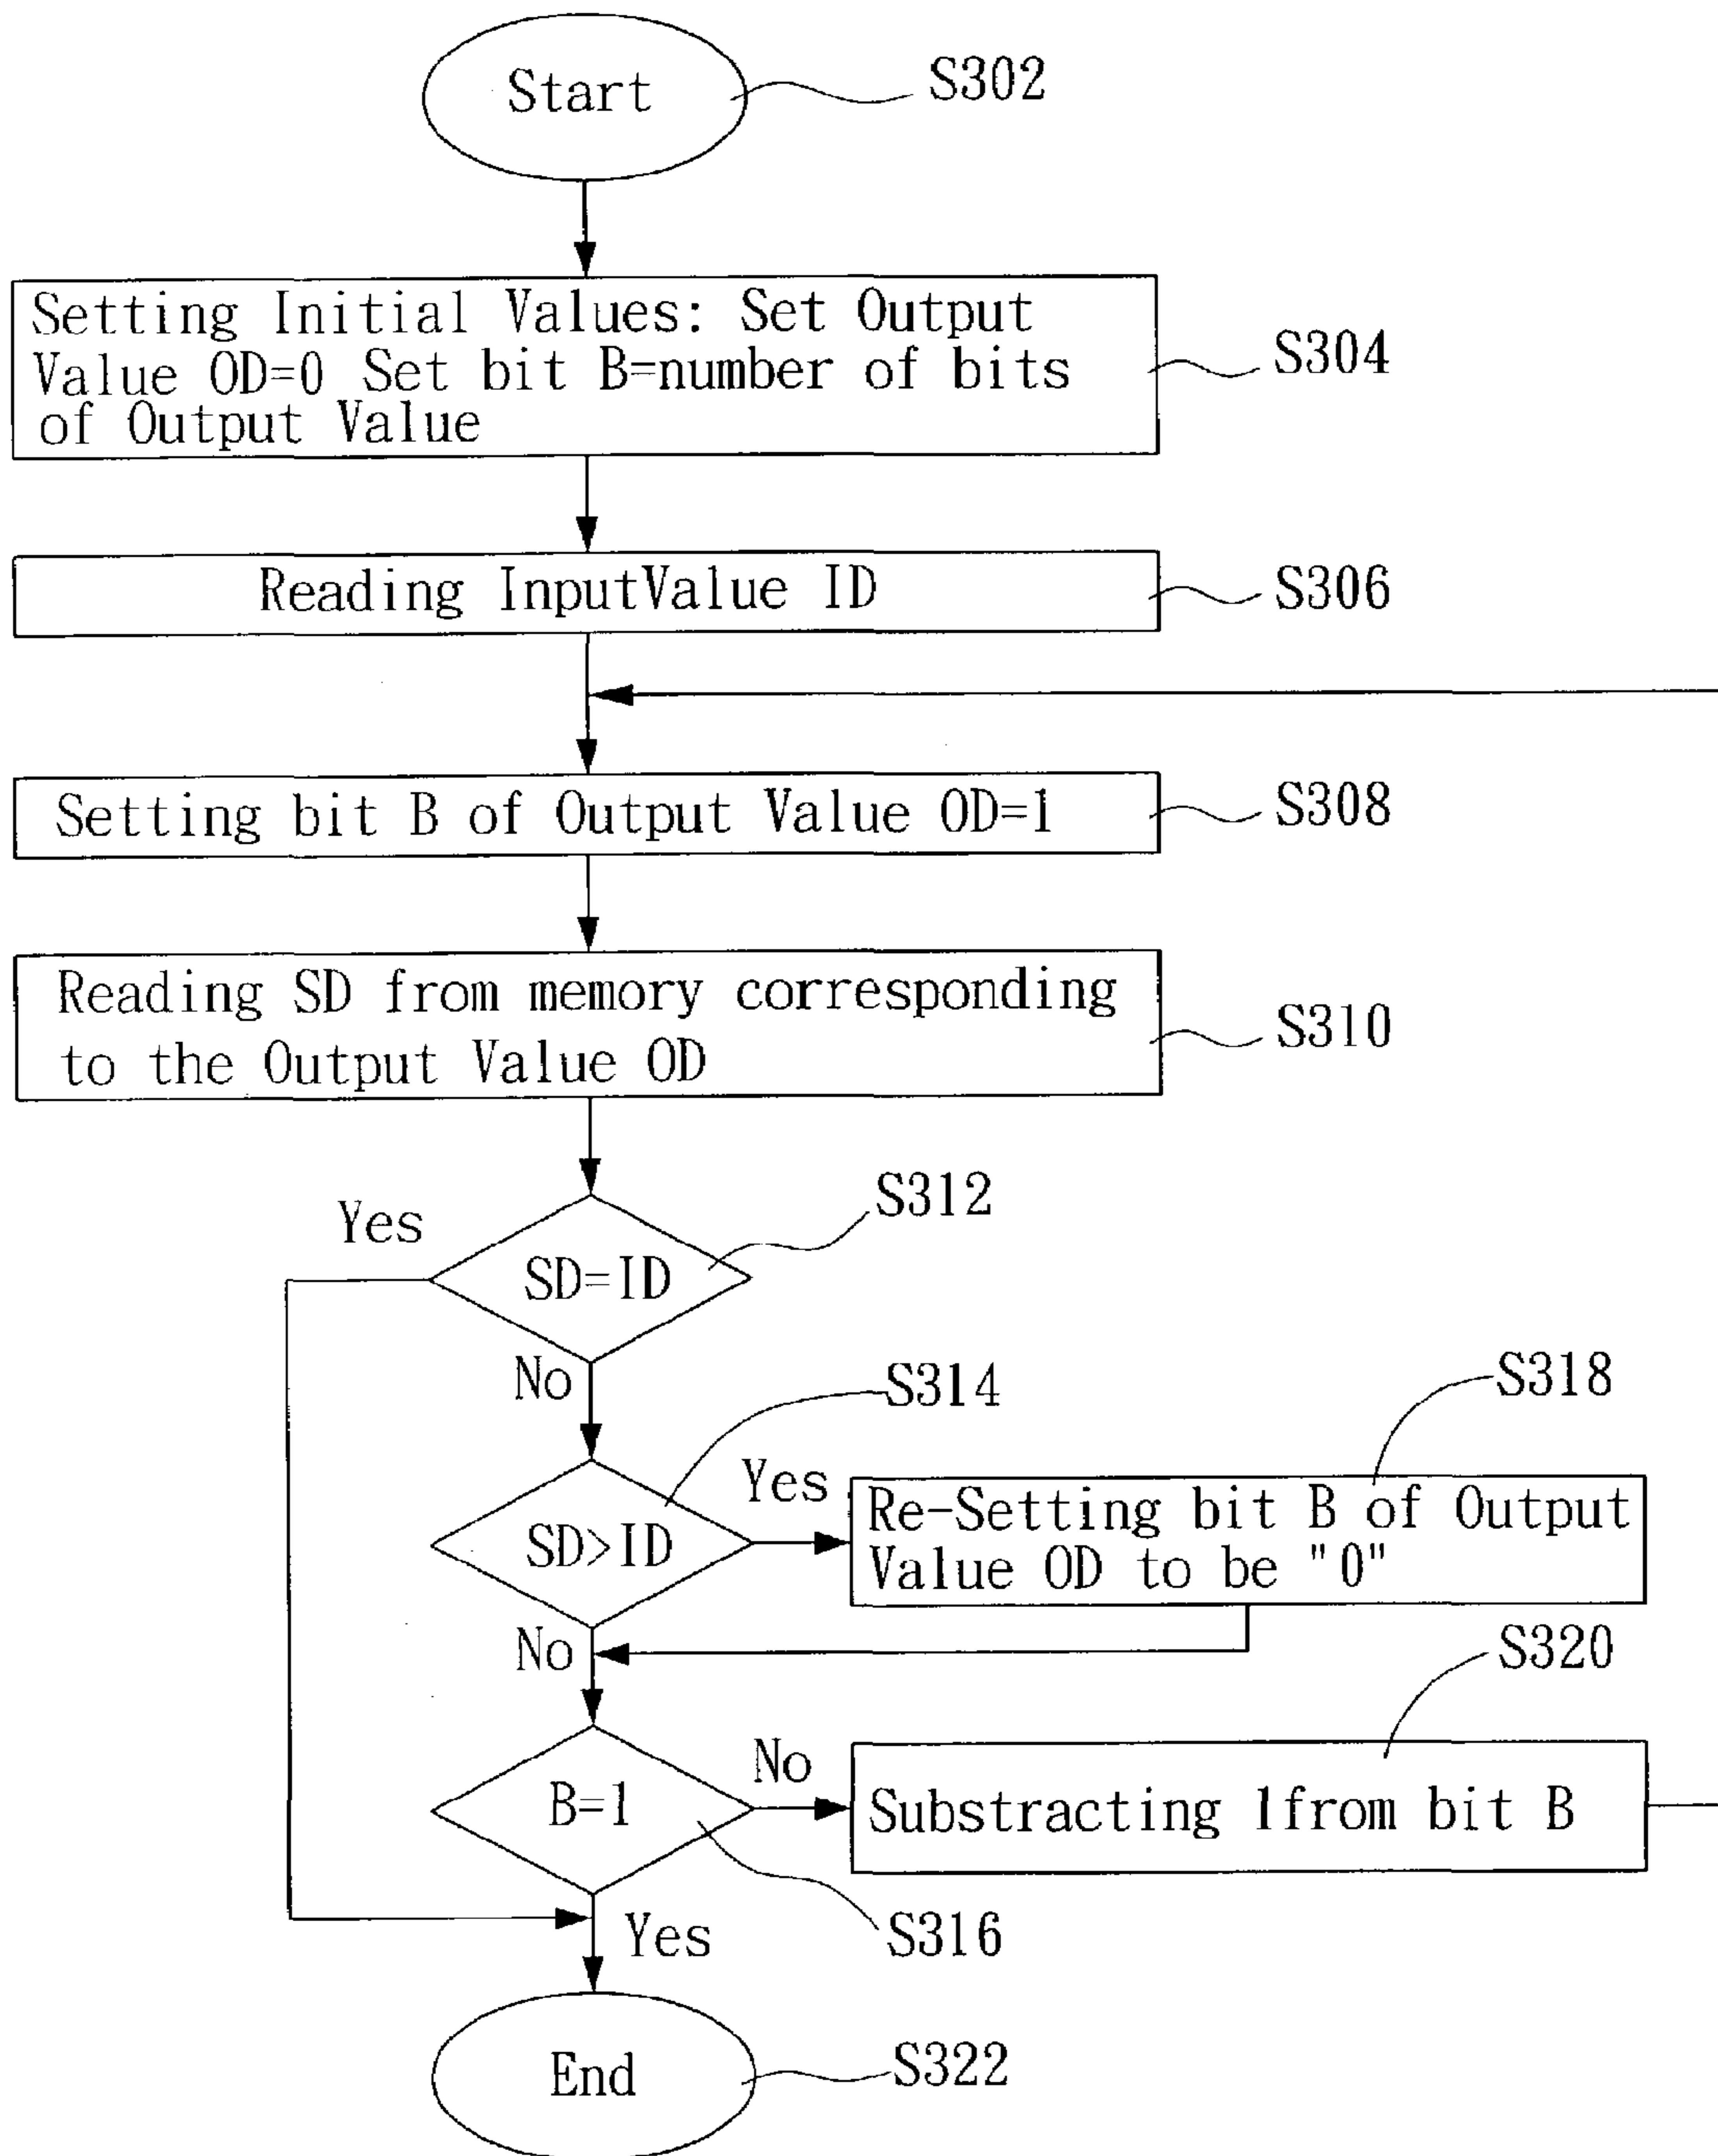 Start
S302
Setting Initial Values: Set Output
Value OD=0 Set bit B=number of bits
of Output Value
S304
Reading InputValue ID
S306
Setting bit B of Output Value OD=1
S308
Reading SD from memory corresponding
to the Output Value OD
S310
S312
Yes
SD=ID
No
S314
S318
Yes
SD>ID
Re-Setting bit B of Output
Value OD to be "0"
No
S320
No
B=1
Substracting 1from bit B
Yes
S316
End
S322